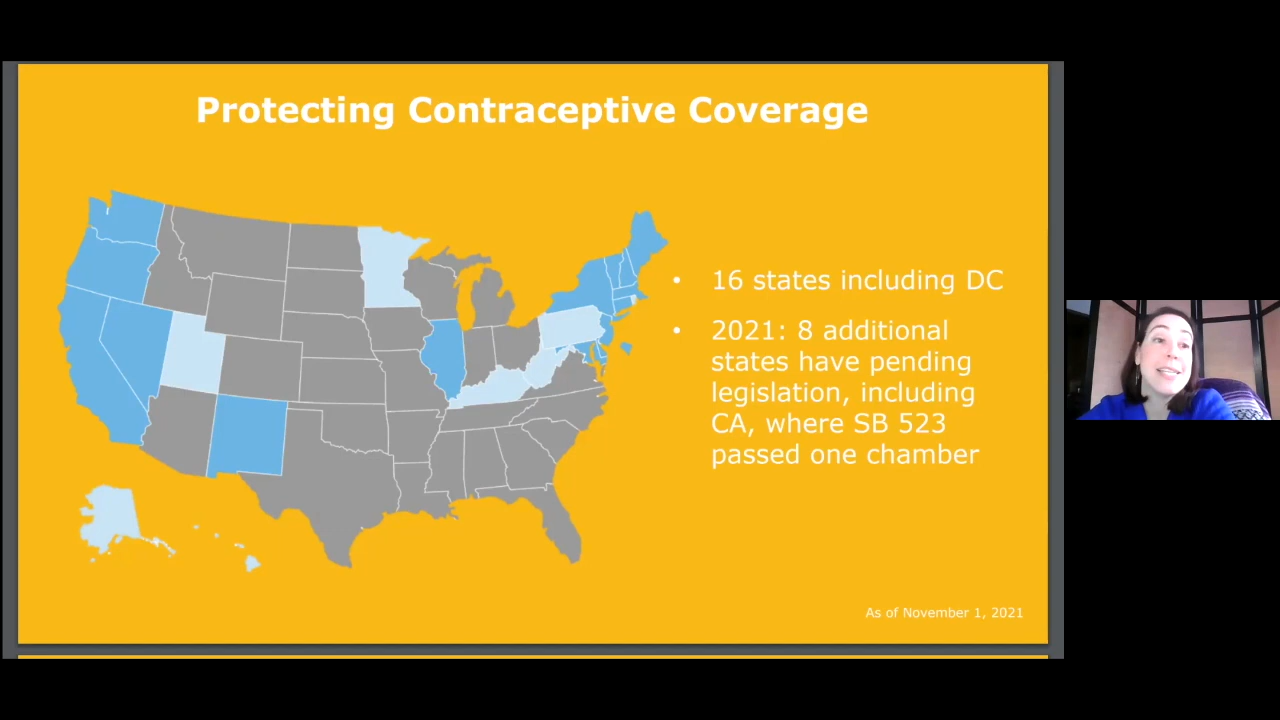 Protecting Contraceptive Coverage
• 16 states including DC
• 2021: 8 additional
states have pending
legislation, including
CA, where SB 523
passed one chamber
As of November 1, 2021